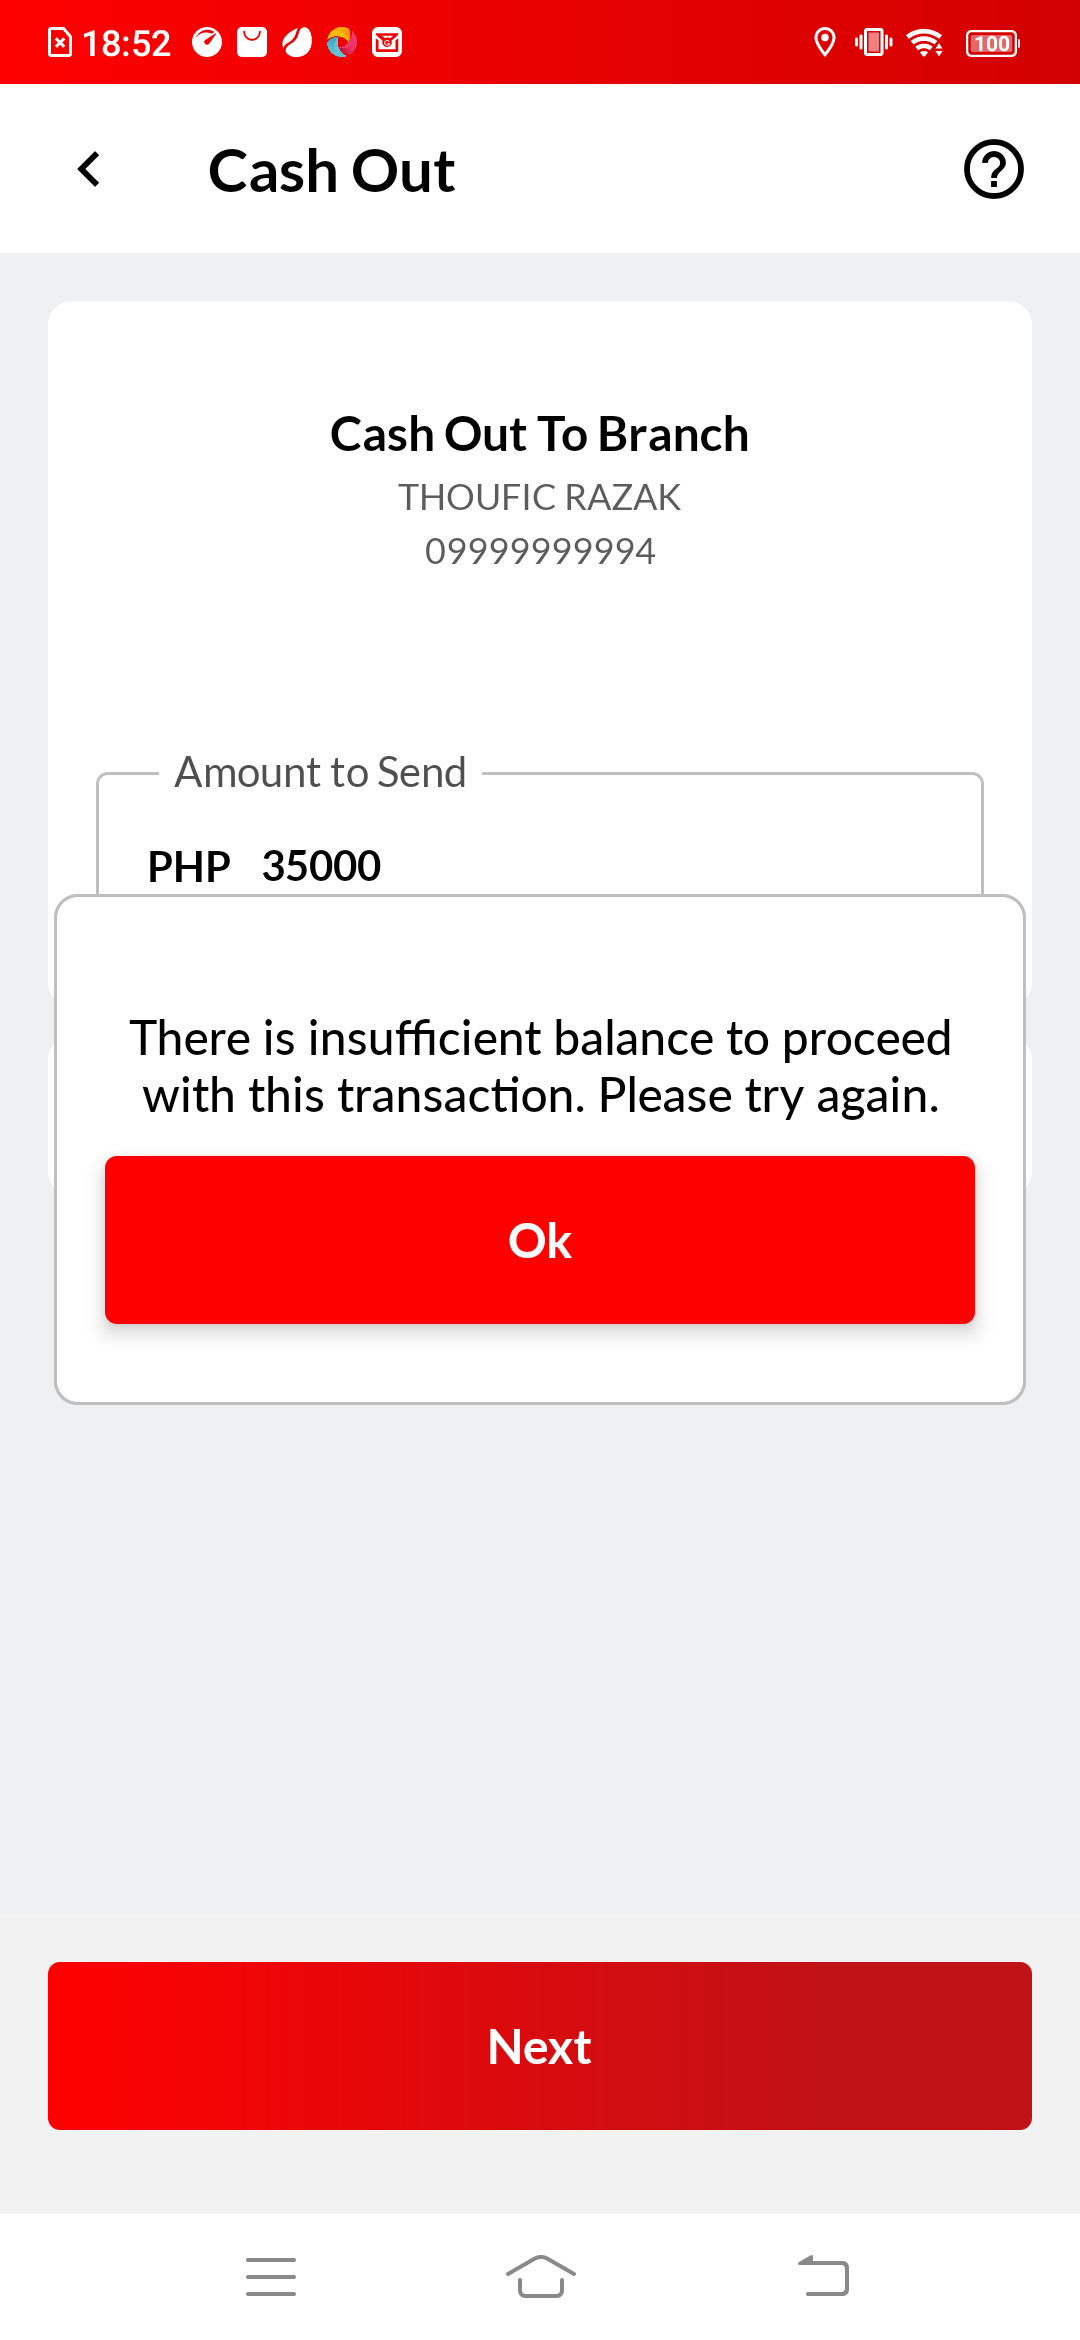 18:52
100
Cash Out
Cash Out To Branch
THOUFIC RAZAK
09999999994
Amount to Send
PHP 35000
There is insufficient balance to proceed
with this transaction. Please try again.
Ok
Next